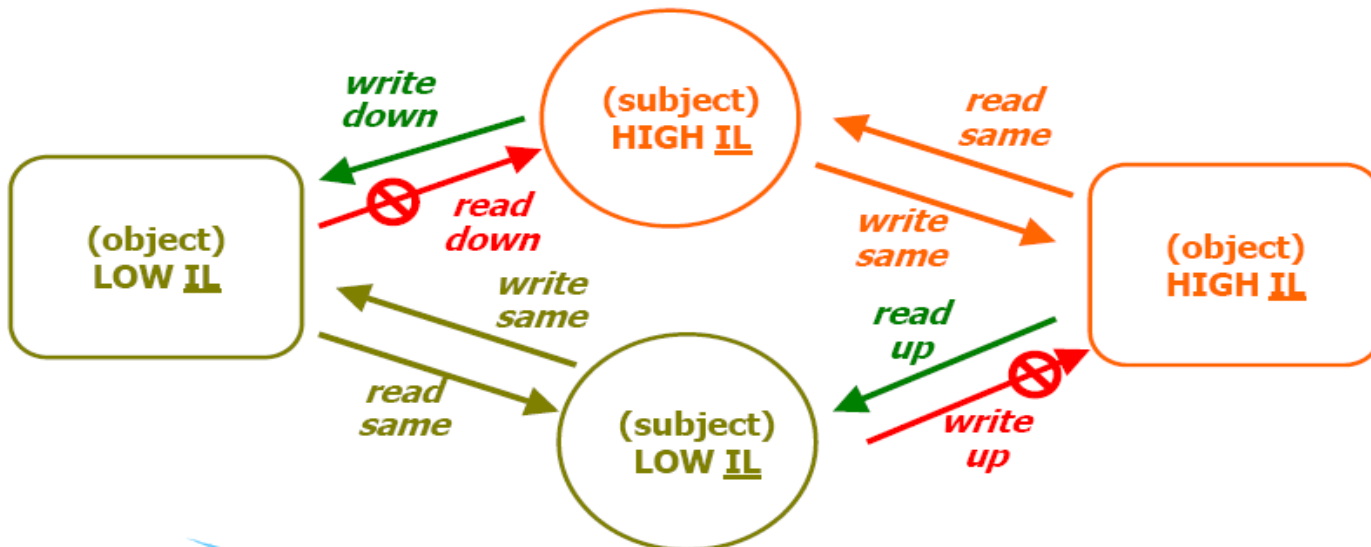 write
down
(subject)
HIGH IL
read
same
read
down
write
same
(object)
LOW IL
(object)
HIGH IL
write
same
read
up
read
same
(subject)
LOW IL
write
up